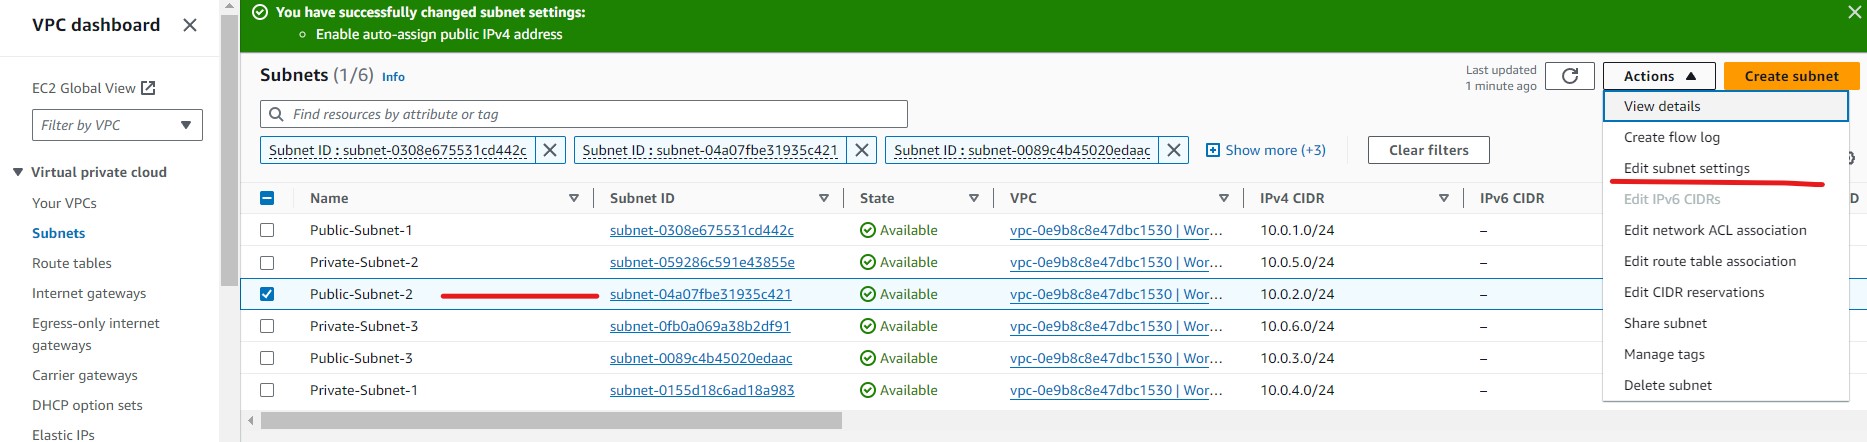 You have successfully changed subnet settings:
Enable auto-assign public IPv4 address
VPC dashboard
EC2 Global View
Filter by VPC
Virtual private cloud
Your VPCs
Subnets
Route tables
Internet gateways
Egress-only internet
gateways
Carrier gateways
DHCP option sets
Elastic IPs
Subnets (1/6) Info
Last updated
1 minute ago
Actions
Create subnet
Find resources by attribute or tag
Subnet ID : subnet-0308e675531cd442c
Subnet ID : subnet-04a07fbe31935c421
Subnet ID : subnet-0089c4b45020edaac
Show more (+3)
Clear filters
Name Subnet ID State VPC IPv4 CIDR IPv6 CIDR
Public-Subnet-1 subnet-0308e675531cd442c Available vpc-0e9b8c8e47dbc1530 | Wor... 10.0.1.0/24 –
Private-Subnet-2 subnet-059286c591e43855e Available vpc-0e9b8c8e47dbc1530 | Wor... 10.0.5.0/24 –
Public-Subnet-2 subnet-04a07fbe31935c421 Available vpc-0e9b8c8e47dbc1530 | Wor... 10.0.2.0/24 –
Private-Subnet-3 subnet-0fb0a069a38b2df91 Available vpc-0e9b8c8e47dbc1530 | Wor... 10.0.6.0/24 –
Public-Subnet-3 subnet-0089c4b45020edaac Available vpc-0e9b8c8e47dbc1530 | Wor... 10.0.3.0/24 –
Private-Subnet-1 subnet-0155d18c6ad18a983 Available vpc-0e9b8c8e47dbc1530 | Wor... 10.0.4.0/24 –
View details
Create flow log
Edit subnet settings
Edit IPv6 CIDRs
Edit network ACL association
Edit route table association
Edit CIDR reservations
Share subnet
Manage tags
Delete subnet